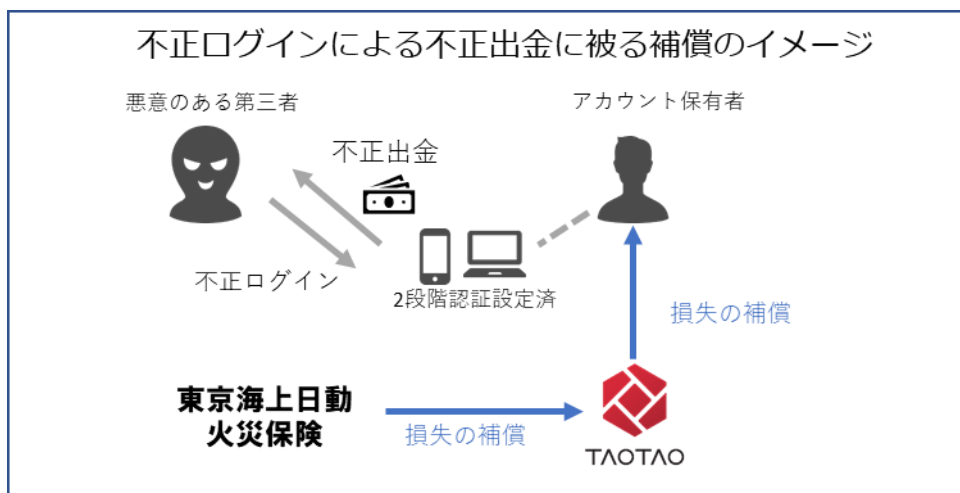 不正ログインによる不正出金に被る補償のイメージ
悪意のある第三者
アカウント保有者
不正出金
不正ログイン
2段階認証設定済
損失の補償
東京海上日動
火災保険
損失の補償
TAOTAO